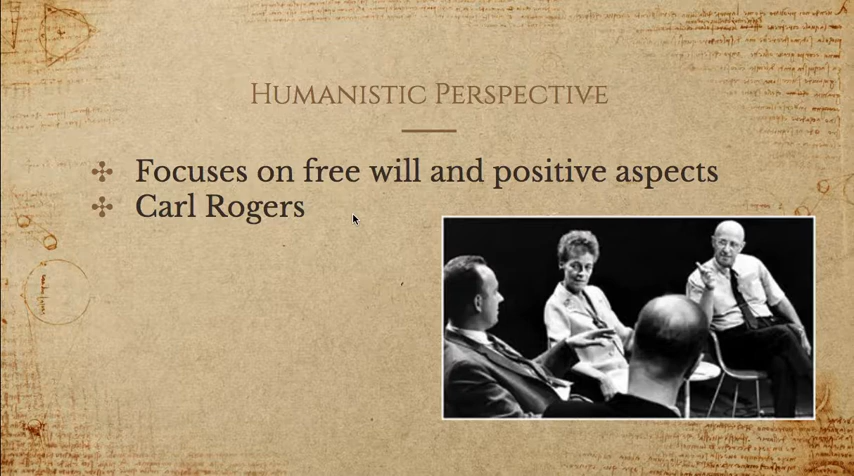 Humanistic Perspective
Focuses on free will and positive aspects
Carl Rogers